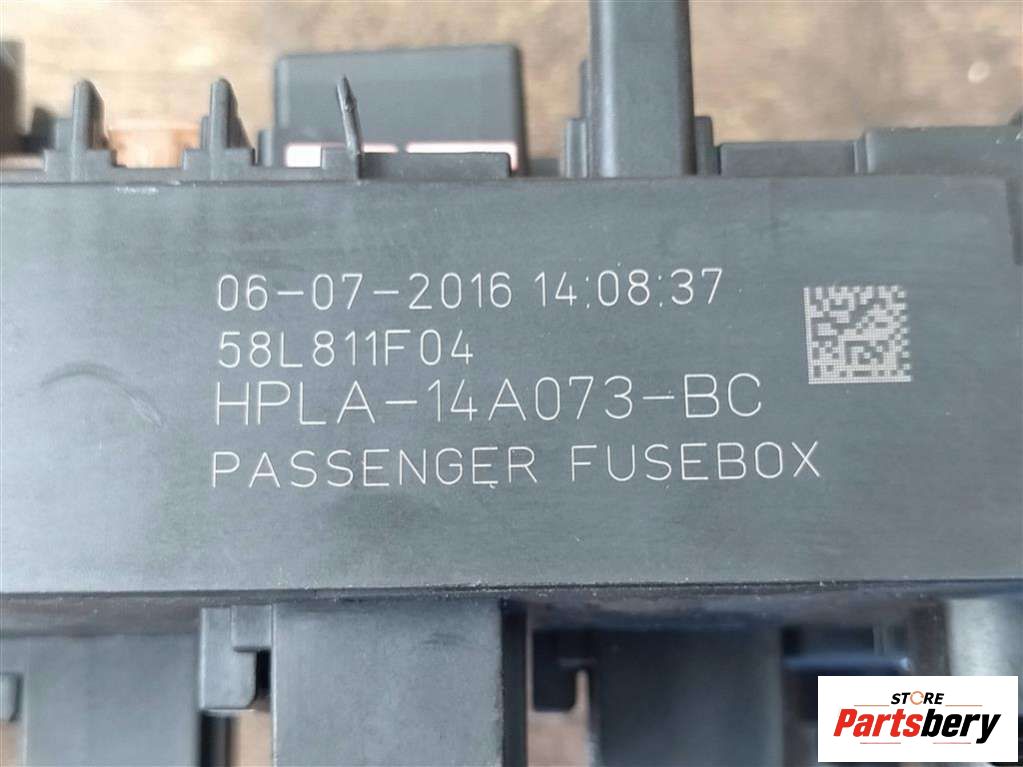 06-07-2016 14:08:37
58L811F04
HPLA-14A073-BC
PASSENGER FUSEBOX
STORE
Partsbery